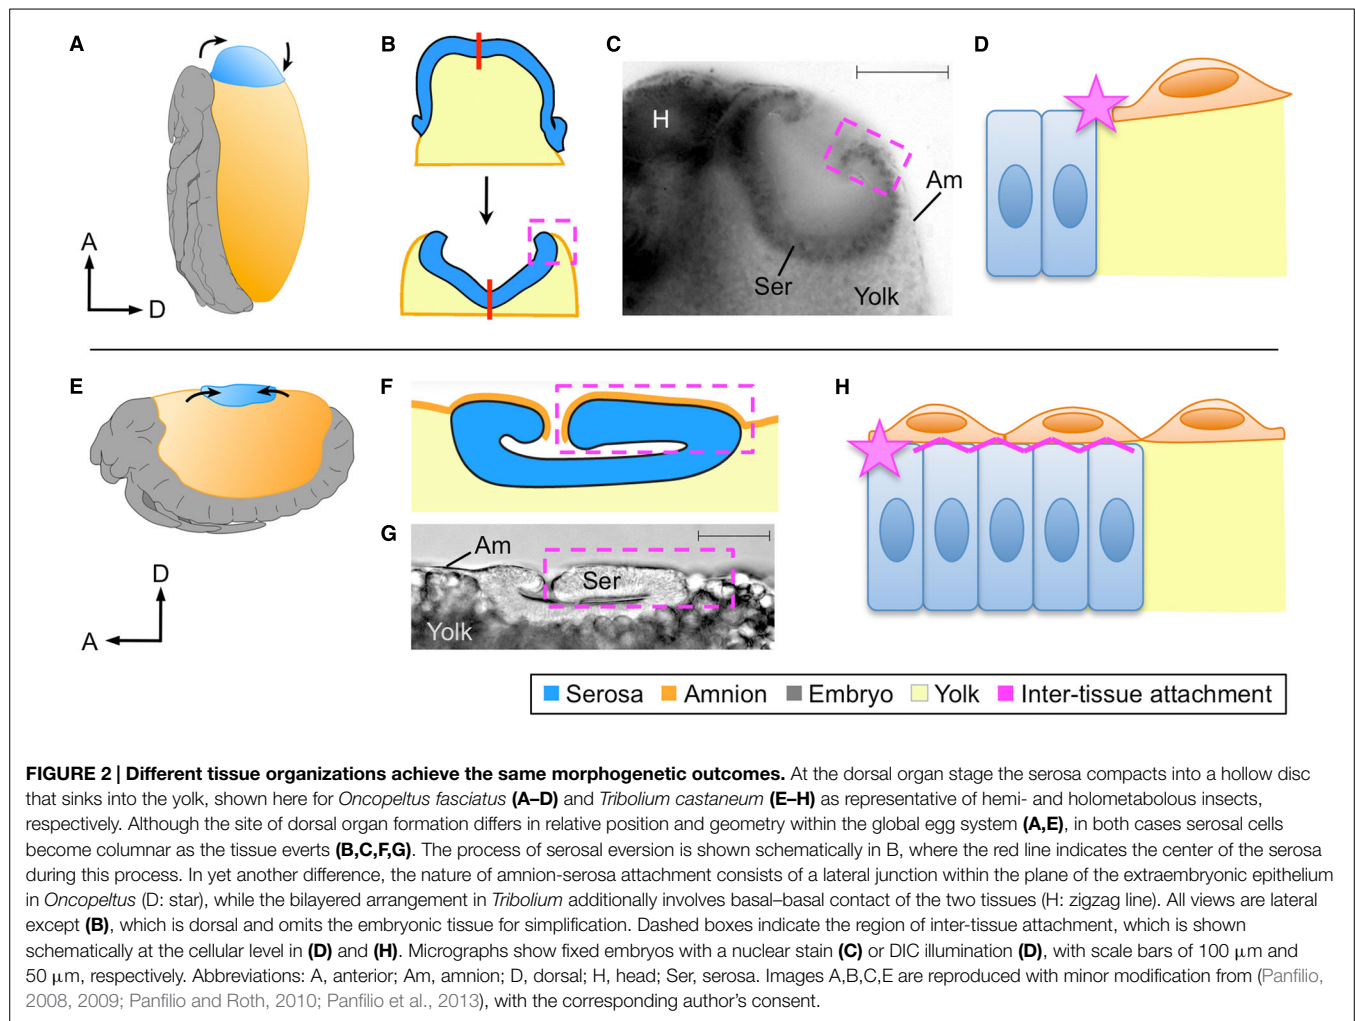 A
B
C
D
H
Am
Ser
Yolk
A
D
E
F
H
G
Am
Ser
Yolk
D
A
Serosa Amnion Embryo Yolk Inter-tissue attachment
FIGURE 2 | Different tissue organizations achieve the same morphogenetic outcomes. At the dorsal organ stage the serosa compacts into a hollow disc
that sinks into the yolk, shown here for Oncopeltus fasciatus (A–D) and Tribolium castaneum (E–H) as representative of hemi- and holometabolous insects,
respectively. Although the site of dorsal organ formation differs in relative position and geometry within the global egg system (A,E), in both cases serosal cells
become columnar as the tissue everts (B,C,F,G). The process of serosal eversion is shown schematically in B, where the red line indicates the center of the serosa
during this process. In yet another difference, the nature of amnion-serosa attachment consists of a lateral junction within the plane of the extraembryonic epithelium
in Oncopeltus (D: star), while the bilayered arrangement in Tribolium additionally involves basal–basal contact of the two tissues (H: zigzag line). All views are lateral
except (B), which is dorsal and omits the embryonic tissue for simplification. Dashed boxes indicate the region of inter-tissue attachment, which is shown
schematically at the cellular level in (D) and (H). Micrographs show fixed embryos with a nuclear stain (C) or DIC illumination (D), with scale bars of 100 μm and
50 μm, respectively. Abbreviations: A, anterior; Am, amnion; D, dorsal; H, head; Ser, serosa. Images A,B,C,E are reproduced with minor modification from (Panfilio,
2008, 2009; Panfilio and Roth, 2010; Panfilio et al., 2013), with the corresponding author's consent.